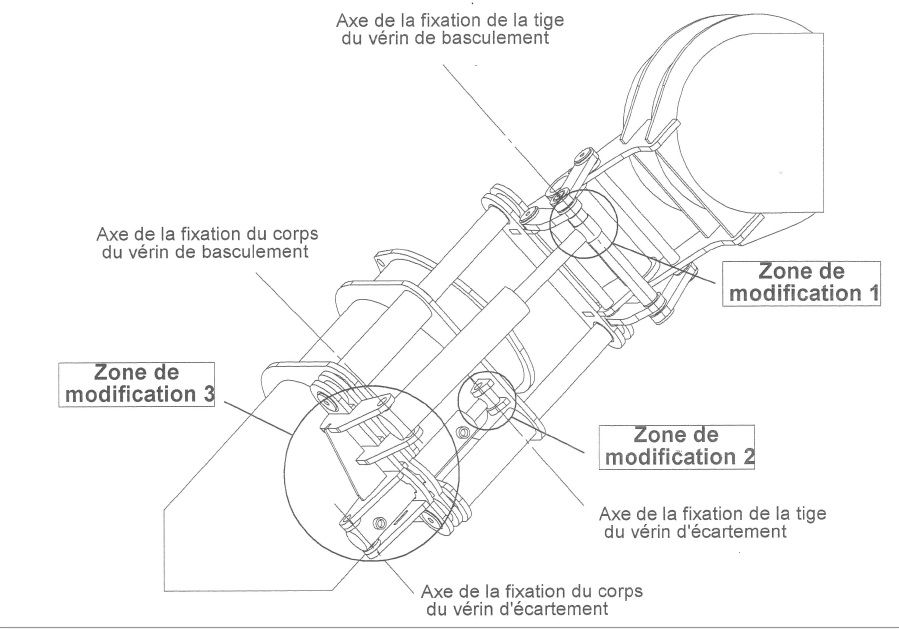 Axe de la fixation de la tige
du vérin de basculement
Axe de la fixation du corps
du vérin de basculement
Zone de
modification 1
Zone de
modification 3
Zone de
modification 2
Axe de la fixation de la tige
du vérin d'écartement
Axe de la fixation du corps
du vérin d'écartement